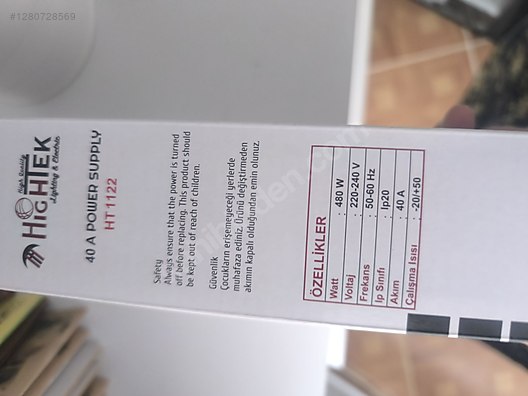 #1280728569
High Quality
HIGHTEK
Lighting & Electric
40 A POWER SUPPLY
HT 1122
Safety
Always ensure that the power is turned
off before replacing. This product should
be kept out of reach of children.
Güvenlik
Çocukların erişemeyeceği yerlerde
muhafaza ediniz. Ürünü değiştirmeden
akımın kapalı olduğundan emin olunuz.
ÖZELLİKLER
Watt : 480 W
Voltaj : 220-240 V
Frekans : 50-60 Hz
Ip Sınıfı : Ip20
Akım : 40 A
Çalışma Isısı : -20/+50